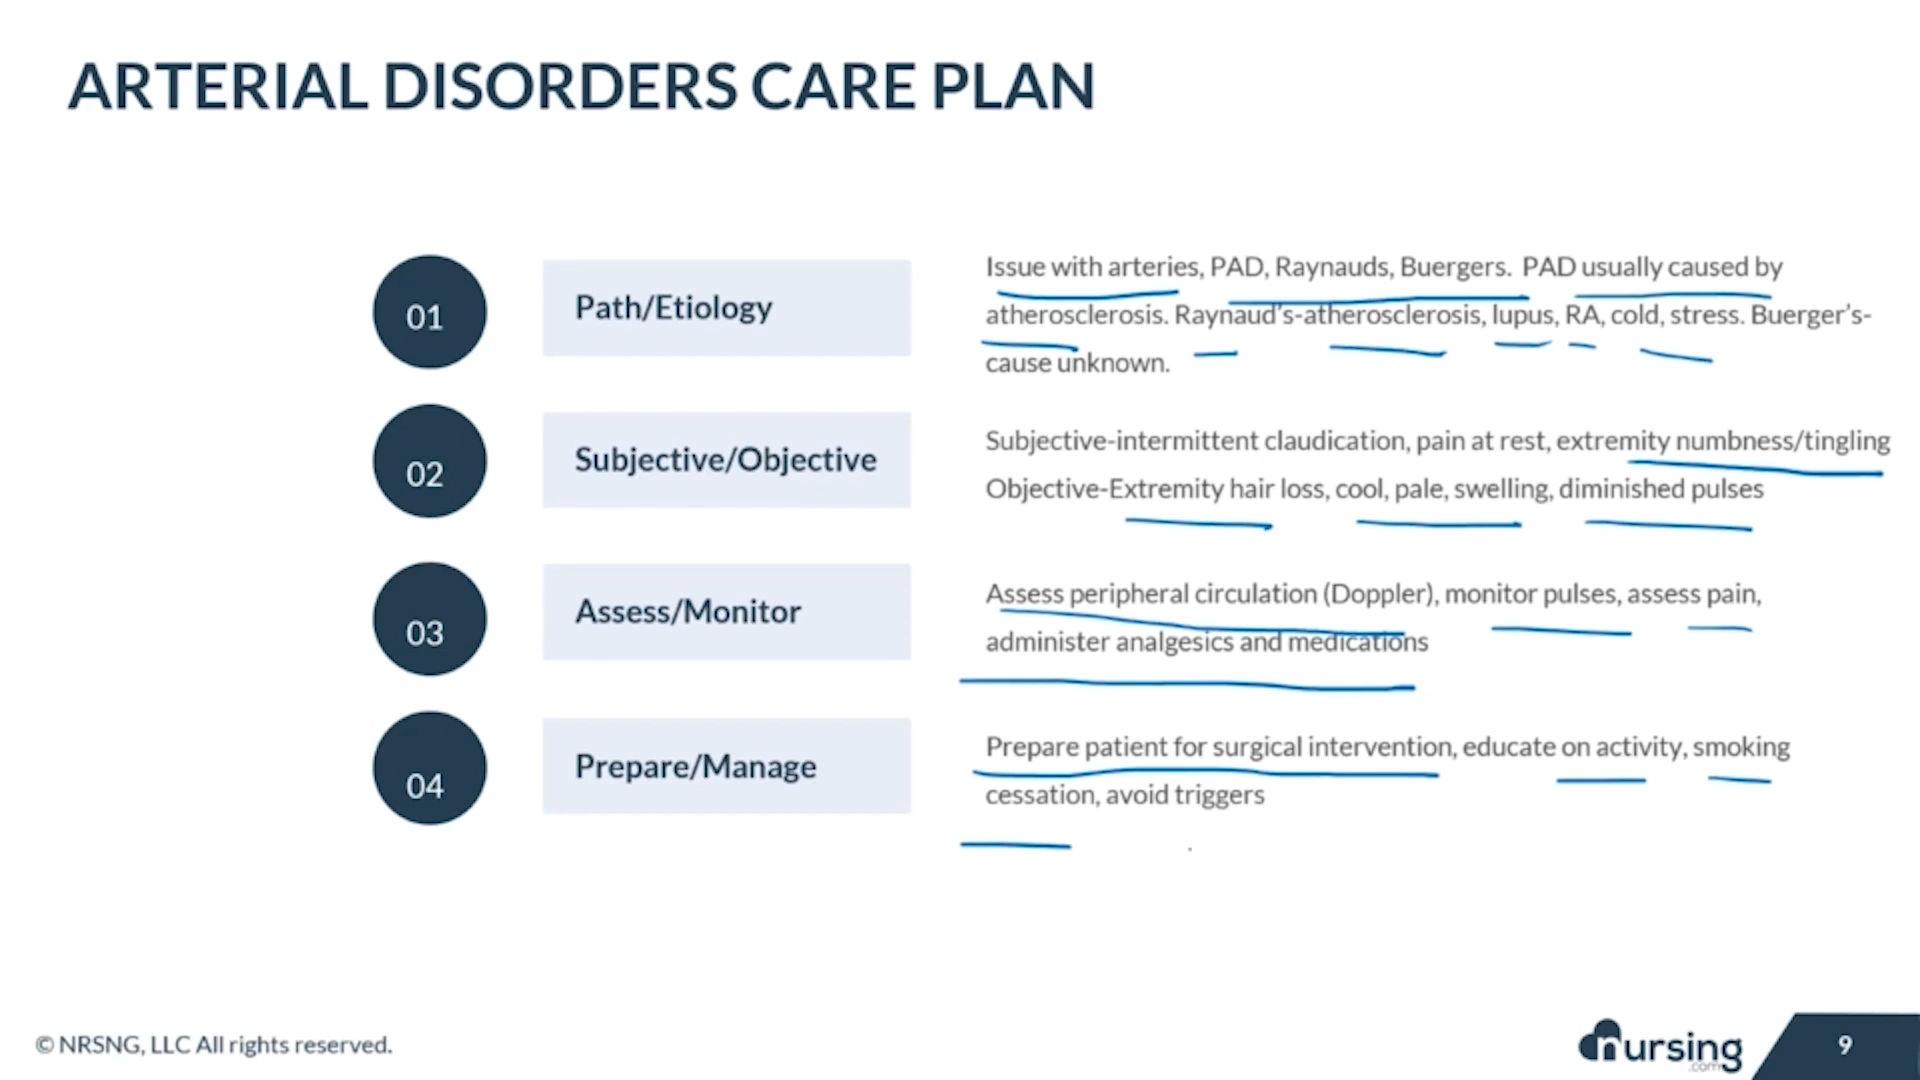 ARTERIAL DISORDERS CARE PLAN
01
Path/Etiology
Issue with arteries, PAD, Raynauds, Buergers. PAD usually caused by
atherosclerosis. Raynaud's-atherosclerosis, lupus, RA, cold, stress. Buerger's-
cause unknown.
02
Subjective/Objective
Subjective-intermittent claudication, pain at rest, extremity numbness/tingling
Objective-Extremity hair loss, cool, pale, swelling, diminished pulses
03
Assess/Monitor
Assess peripheral circulation (Doppler), monitor pulses, assess pain,
administer analgesics and medications
04
Prepare/Manage
Prepare patient for surgical intervention, educate on activity, smoking
cessation, avoid triggers
© NRSNG, LLC All rights reserved.
nursing
.com
9